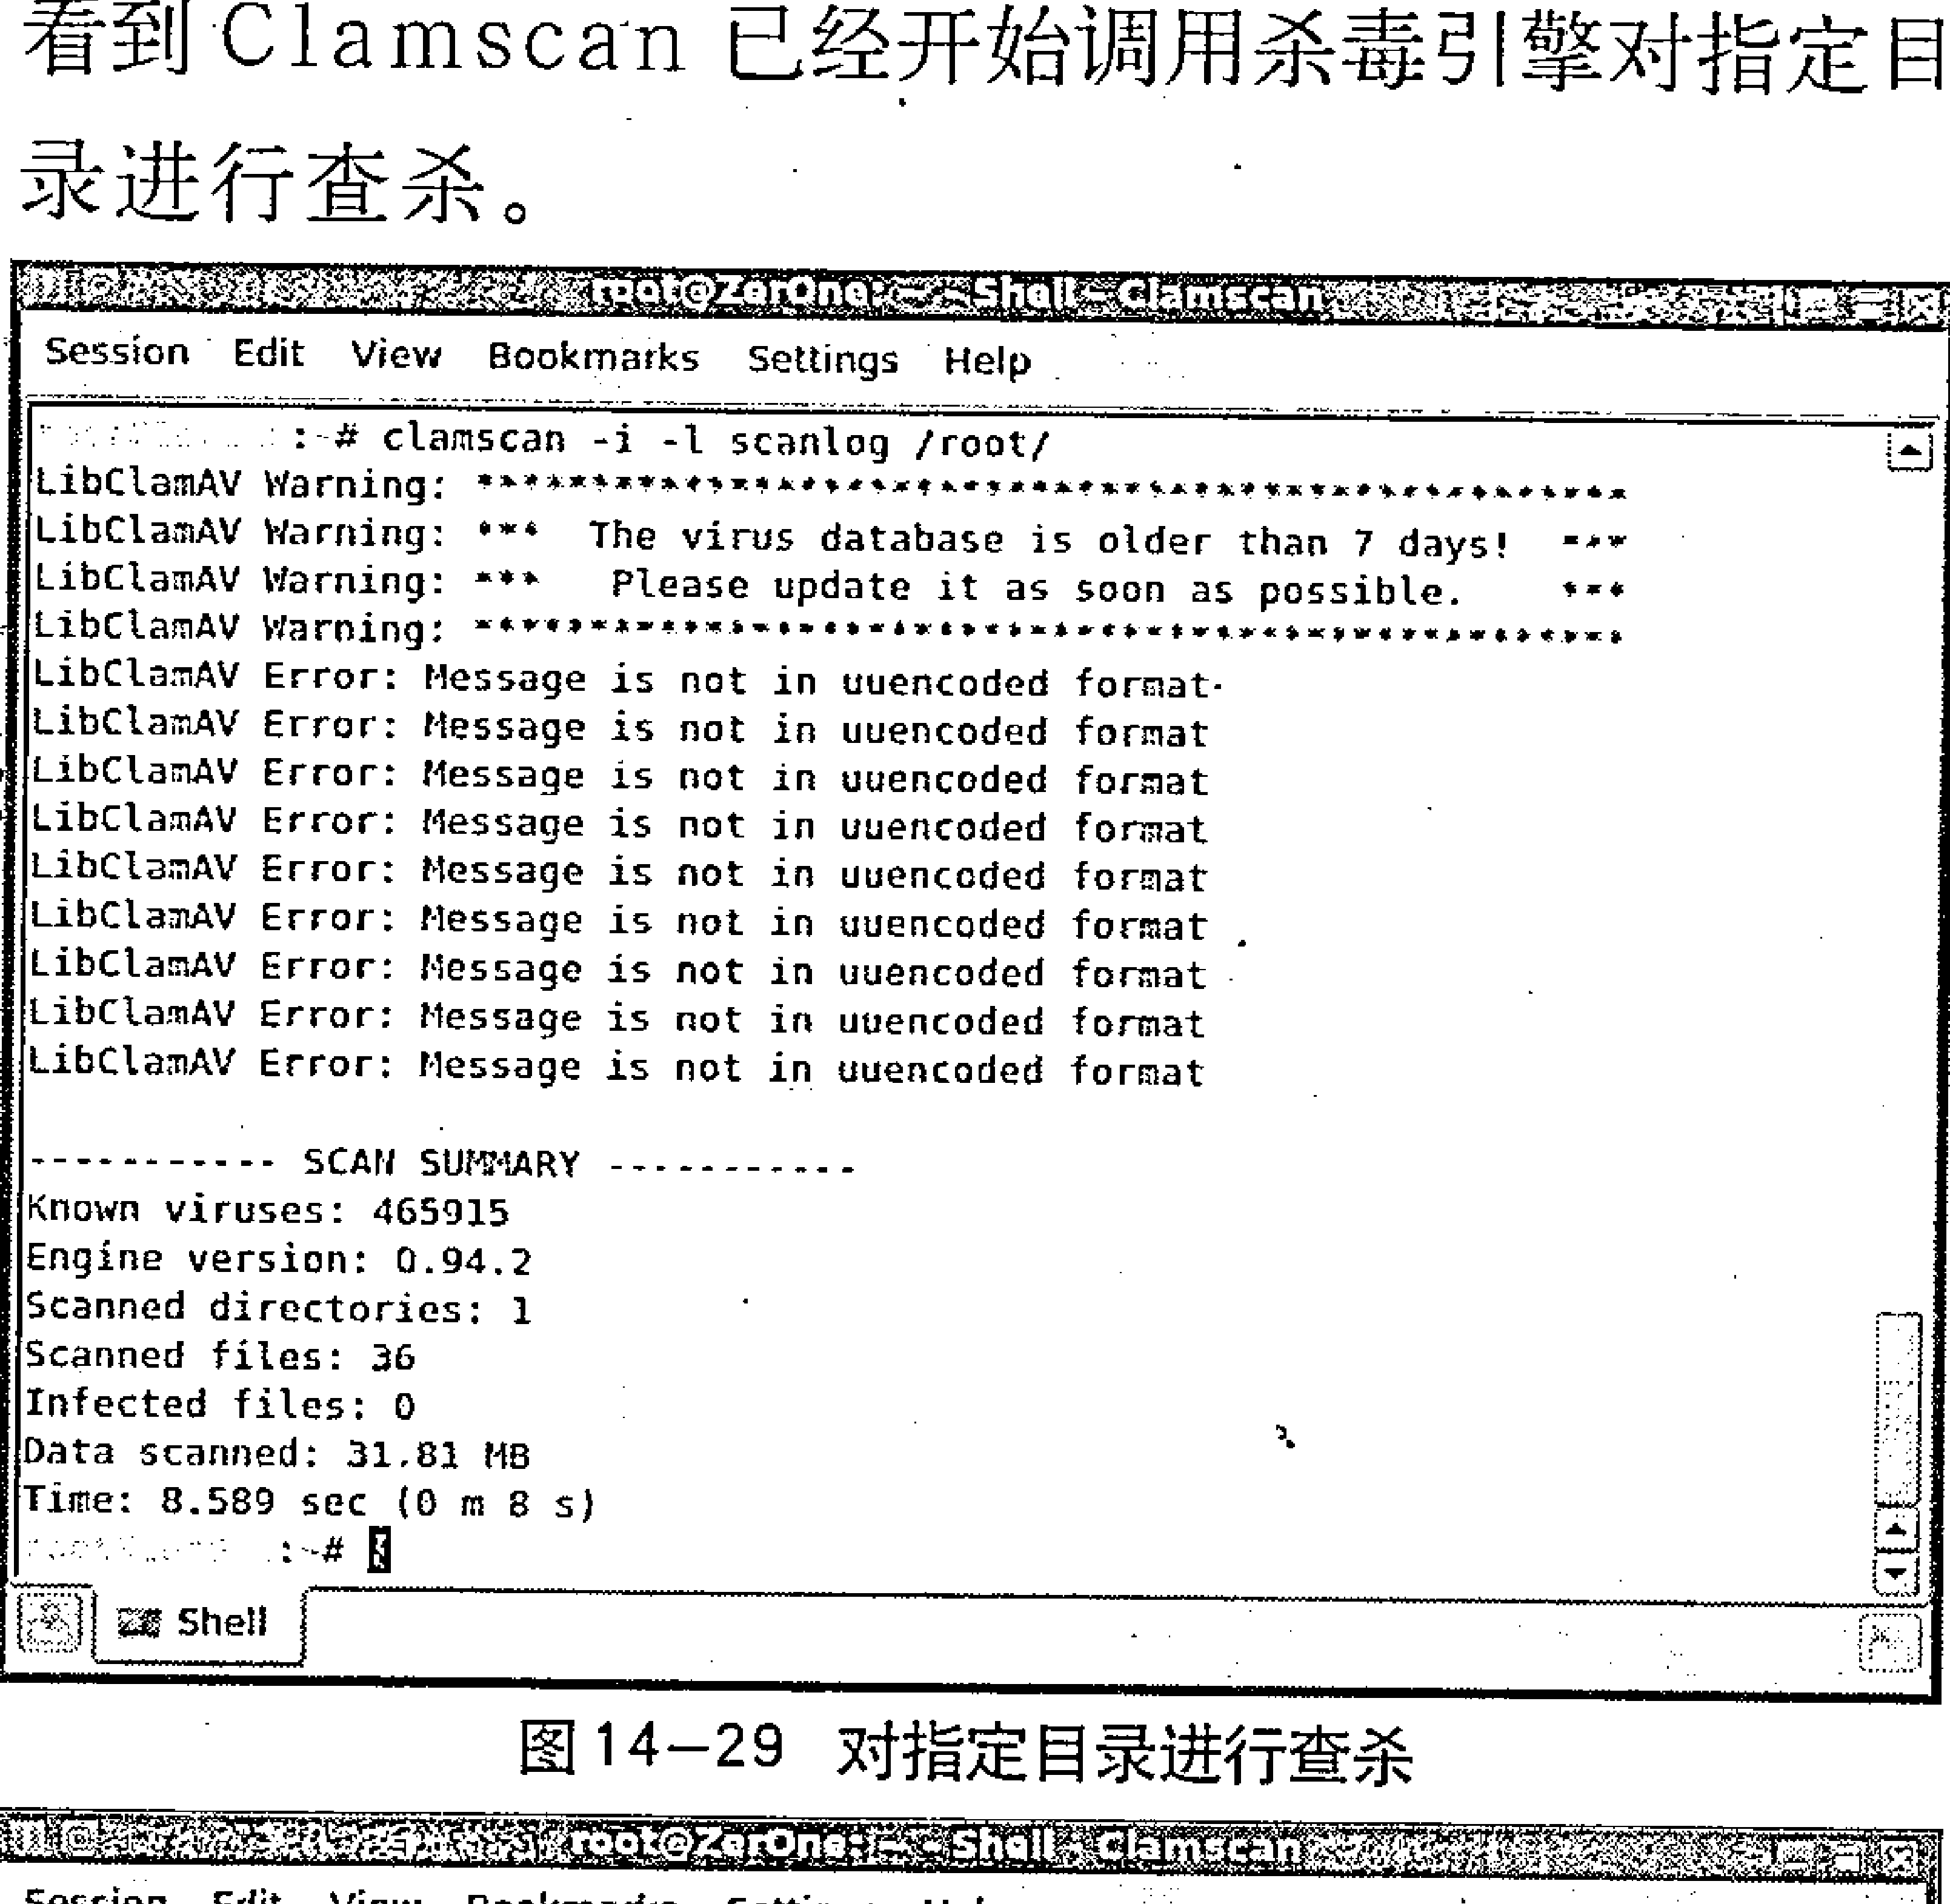 看到Clamscan 已经开始调用杀毒引擎对指定目
录进行查杀。
root@ZerOne: ~ - Shell - Clamscan
Session Edit View Bookmarks Settings Help
:~# clamscan -i -l scanlog /root/
LibClamAV Warning: **************************************************
LibClamAV Warning: ***  The virus database is older than 7 days!  ***
LibClamAV Warning: ***   Please update it as soon as possible.    ***
LibClamAV Warning: **************************************************
LibClamAV Error: Message is not in uuencoded format
LibClamAV Error: Message is not in uuencoded format
LibClamAV Error: Message is not in uuencoded format
LibClamAV Error: Message is not in uuencoded format
LibClamAV Error: Message is not in uuencoded format
LibClamAV Error: Message is not in uuencoded format
LibClamAV Error: Message is not in uuencoded format
LibClamAV Error: Message is not in uuencoded format
LibClamAV Error: Message is not in uuencoded format
----------- SCAN SUMMARY -----------
Known viruses: 465915
Engine version: 0.94.2
Scanned directories: 1
Scanned files: 36
Infected files: 0
Data scanned: 31.81 MB
Time: 8.589 sec (0 m 8 s)
:~#
Shell
图14-29 对指定目录进行查杀
root@ZerOne: ~ - Shell - Clamscan
Session Edit View Bookmarks Settings Help